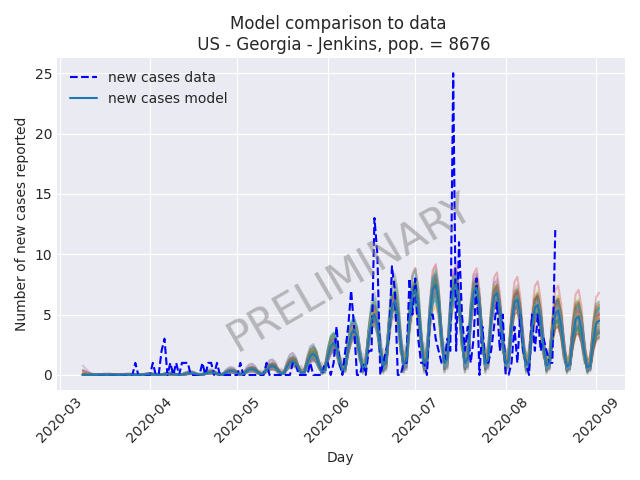 Model comparison to data
US - Georgia - Jenkins, pop. = 8676
new cases data
new cases model
PRELIMINARY
Number of new cases reported
25
20
15
10
5
0
2020-03
2020-04
2020-05
2020-06
2020-07
2020-08
2020-09
Day